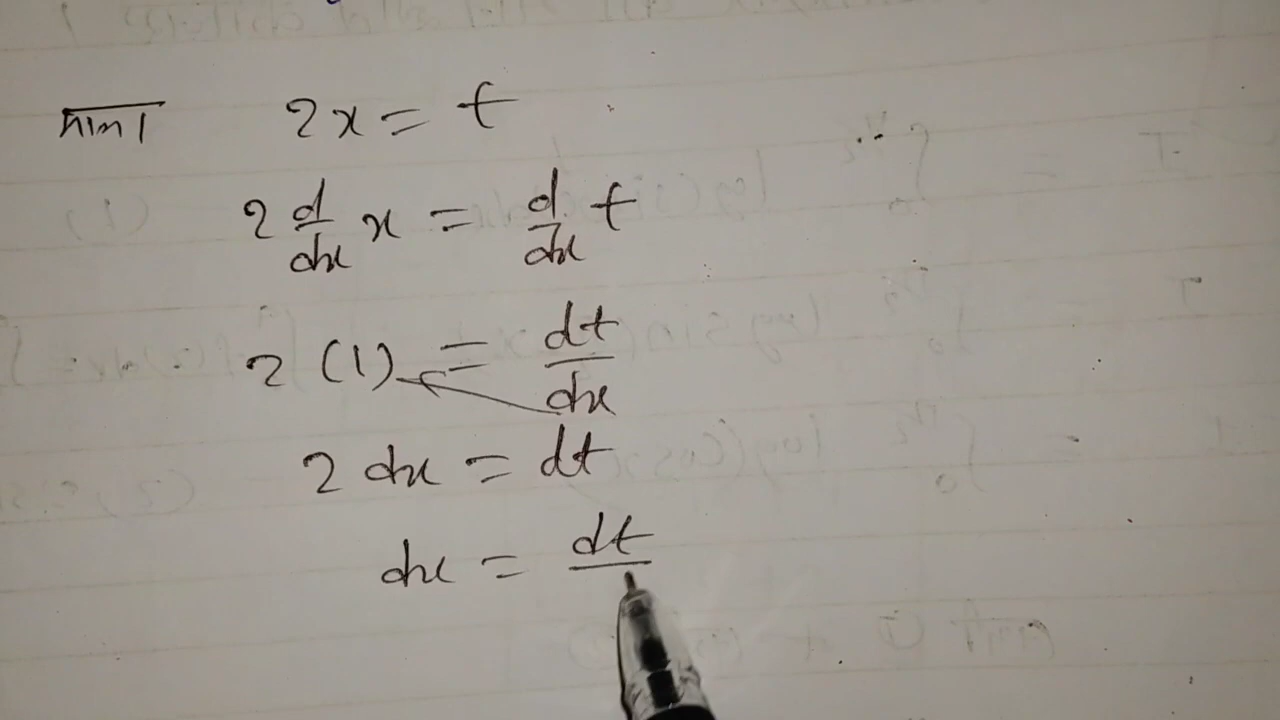 माना 2x = t
2 d/dx x = d/dx t
2 (1) = dt/dx
2 dx = dt
dx = dt/